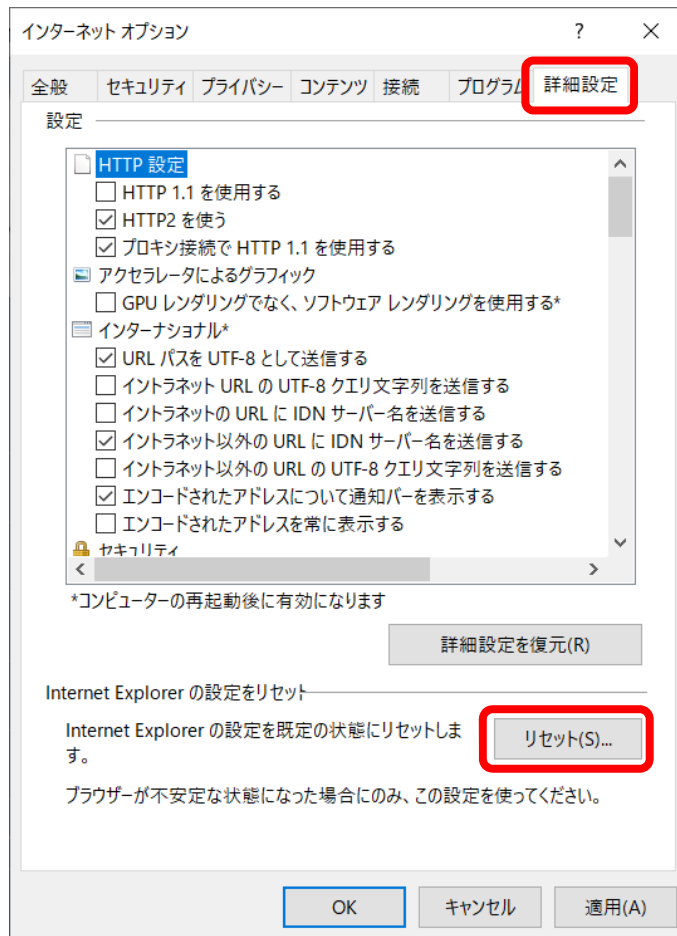 インターネット オプション ? ×
全般 セキュリティ プライバシー コンテンツ 接続 プログラム 詳細設定
設定
HTTP 設定
HTTP 1.1 を使用する
HTTP2 を使う
プロキシ接続で HTTP 1.1 を使用する
アクセラレータによるグラフィック
GPU レンダリングでなく、ソフトウェア レンダリングを使用する*
インターナショナル*
URL パスを UTF-8 として送信する
イントラネット URL の UTF-8 クエリ文字列を送信する
イントラネットの URL に IDN サーバー名を送信する
イントラネット以外の URL に IDN サーバー名を送信する
イントラネット以外の URL の UTF-8 クエリ文字列を送信する
エンコードされたアドレスについて通知バーを表示する
エンコードされたアドレスを常に表示する
セキュリティ
*コンピューターの再起動後に有効になります
詳細設定を復元(R)
Internet Explorer の設定をリセット
Internet Explorer の設定を既定の状態にリセットしま
す。
リセット(S)...
ブラウザーが不安定な状態になった場合にのみ、この設定を使ってください。
OK キャンセル 適用(A)